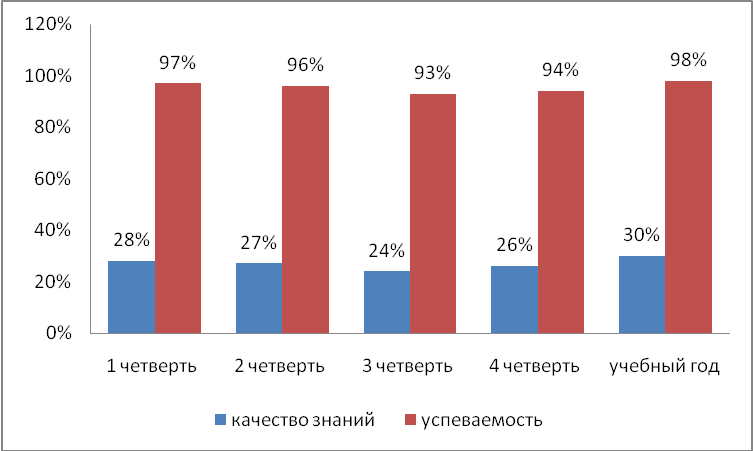 120%
100%
80%
60%
40%
20%
0%
97%
96%
93%
94%
98%
28%
27%
24%
26%
30%
1 четверть
2 четверть
3 четверть
4 четверть
учебный год
качество знаний
успеваемость